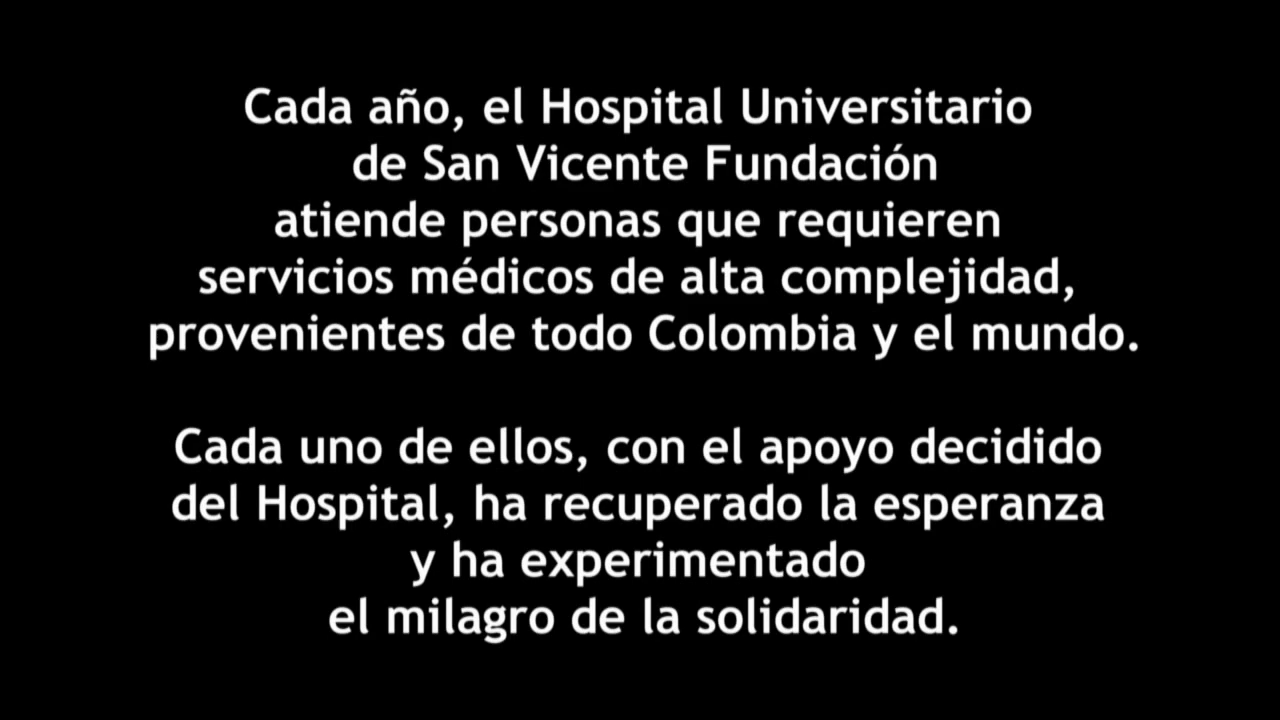 Cada año, el Hospital Universitario
de San Vicente Fundación
atiende personas que requieren
servicios médicos de alta complejidad,
provenientes de todo Colombia y el mundo.
Cada uno de ellos, con el apoyo decidido
del Hospital, ha recuperado la esperanza
y ha experimentado
el milagro de la solidaridad.